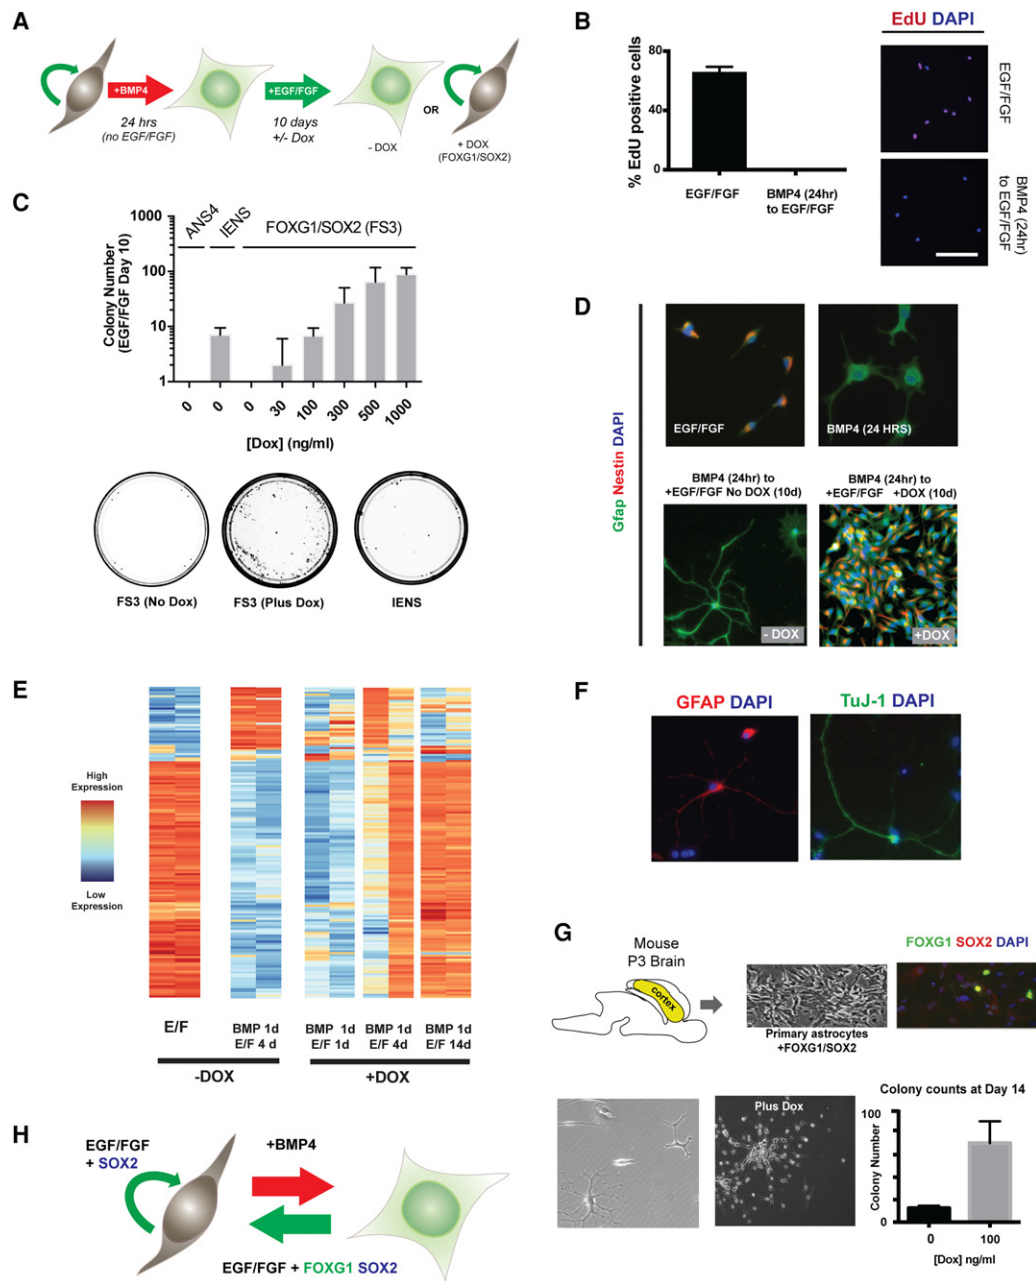 A
+BMP4
24 hrs
(no EGF/FGF)
+EGF/FGF
10 days
+/- Dox
- DOX
OR
+ DOX
(FOXG1/SOX2)
B
EdU DAPI
% EdU positive cells
80
40
0
EGF/FGF
BMP4 (24hr)
to EGF/FGF
EGF/FGF
BMP4 (24hr)
to EGF/FGF
C
Colony Number
(EGF/FGF Day 10)
1000
100
10
1
ANS4
IENS
FOXG1/SOX2 (FS3)
0
0
0
30
100
300
500
1000
[Dox] (ng/ml)
FS3 (No Dox)
FS3 (Plus Dox)
IENS
D
Gfap Nestin DAPI
EGF/FGF
BMP4 (24 HRS)
BMP4 (24hr) to
+EGF/FGF No DOX (10d)
BMP4 (24hr) to
+EGF/FGF +DOX (10d)
- DOX
+DOX
E
High
Expression
Low
Expression
E/F
BMP 1d
E/F 4 d
BMP 1d
E/F 1d
BMP 1d
E/F 4d
BMP 1d
E/F 14d
-DOX
+DOX
F
GFAP DAPI
TuJ-1 DAPI
G
Mouse
P3 Brain
cortex
Primary astrocytes
+FOXG1/SOX2
FOXG1 SOX2 DAPI
Plus Dox
Colony counts at Day 14
Colony Number
100
0
0
100
[Dox] ng/ml
H
EGF/FGF
+ SOX2
+BMP4
EGF/FGF + FOXG1 SOX2